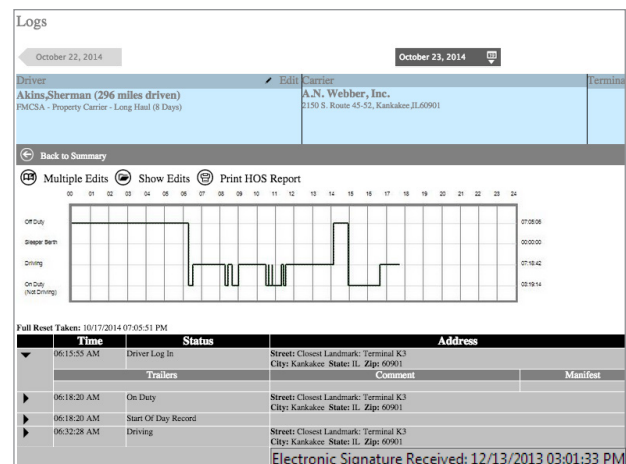 Logs
October 22, 2014
October 23, 2014
Driver Edit Carrier Termina
Akins,Sherman (296 miles driven) A.N. Webber, Inc.
FMCSA - Property Carrier - Long Haul (8 Days) 2150 S. Route 45-52, Kankakee,IL60901
Back to Summary
Multiple Edits Show Edits Print HOS Report
00 01 02 03 04 05 06 07 08 09 10 11 12 13 14 15 16 17 18 19 20 21 22 23 24
Off Duty 07:05:06
Sleeper Berth 00:00:00
Driving 07:18:42
On Duty 03:19:14
(Not Driving)
Full Reset Taken: 10/17/2014 07:05:51 PM
Time Status Address
06:15:55 AM Driver Log In Street: Closest Landmark: Terminal K3
City: Kankakee State: IL Zip: 60901
Trailers Comment Manifest
06:18:20 AM On Duty Street: Closest Landmark: Terminal K3
City: Kankakee State: IL Zip: 60901
06:18:20 AM Start Of Day Record
06:32:28 AM Driving Street: Closest Landmark: Terminal K3
City: Kankakee State: IL Zip: 60901
Electronic Signature Received: 12/13/2013 03:01:33 PM